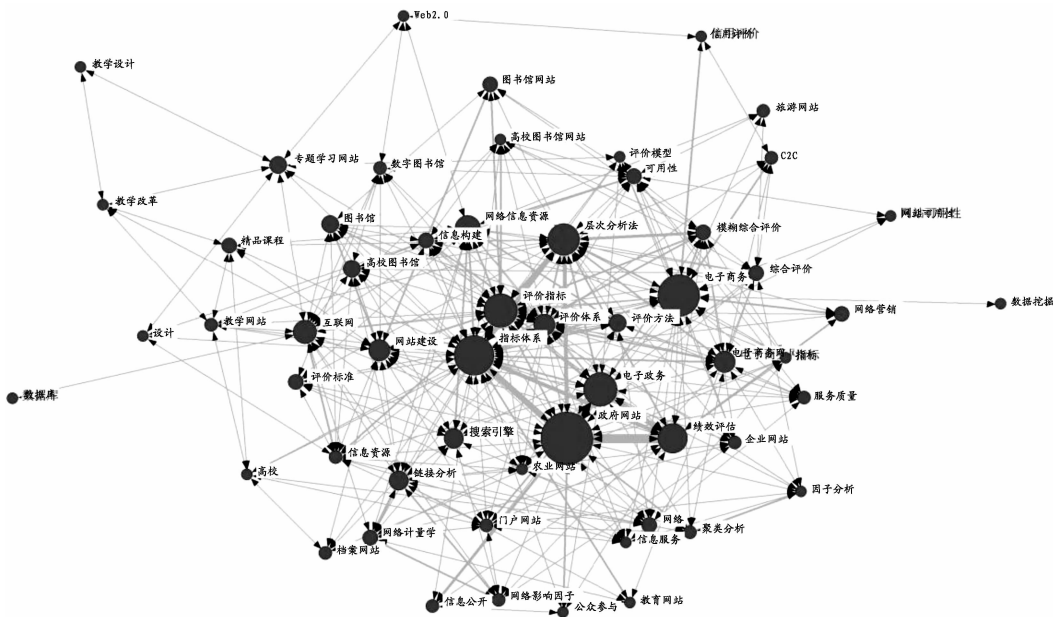 Web2.0
信用评价
教学设计
图书馆网站
旅游网站
高校图书馆网站
评价模型
C2C
专题学习网站
数字图书馆
可用性
教学改革
图书馆
网络信息资源
层次分析法
网站可用性
信息构建
模糊综合评价
精品课程
高校图书馆
电子商务
综合评价
评价指标
数据挖掘
网络营销
教学网站
互联网
评价体系
评价方法
设计
网站建设
指标体系
指标
评价标准
电子政务
数据库
服务质量
政府网站
搜索引擎
绩效评估
企业网站
信息资源
农业网站
高校
链接分析
因子分析
门户网站
网络
网络计量学
聚类分析
信息服务
档案网站
信息公开
网络影响因子
公众参与
教育网站